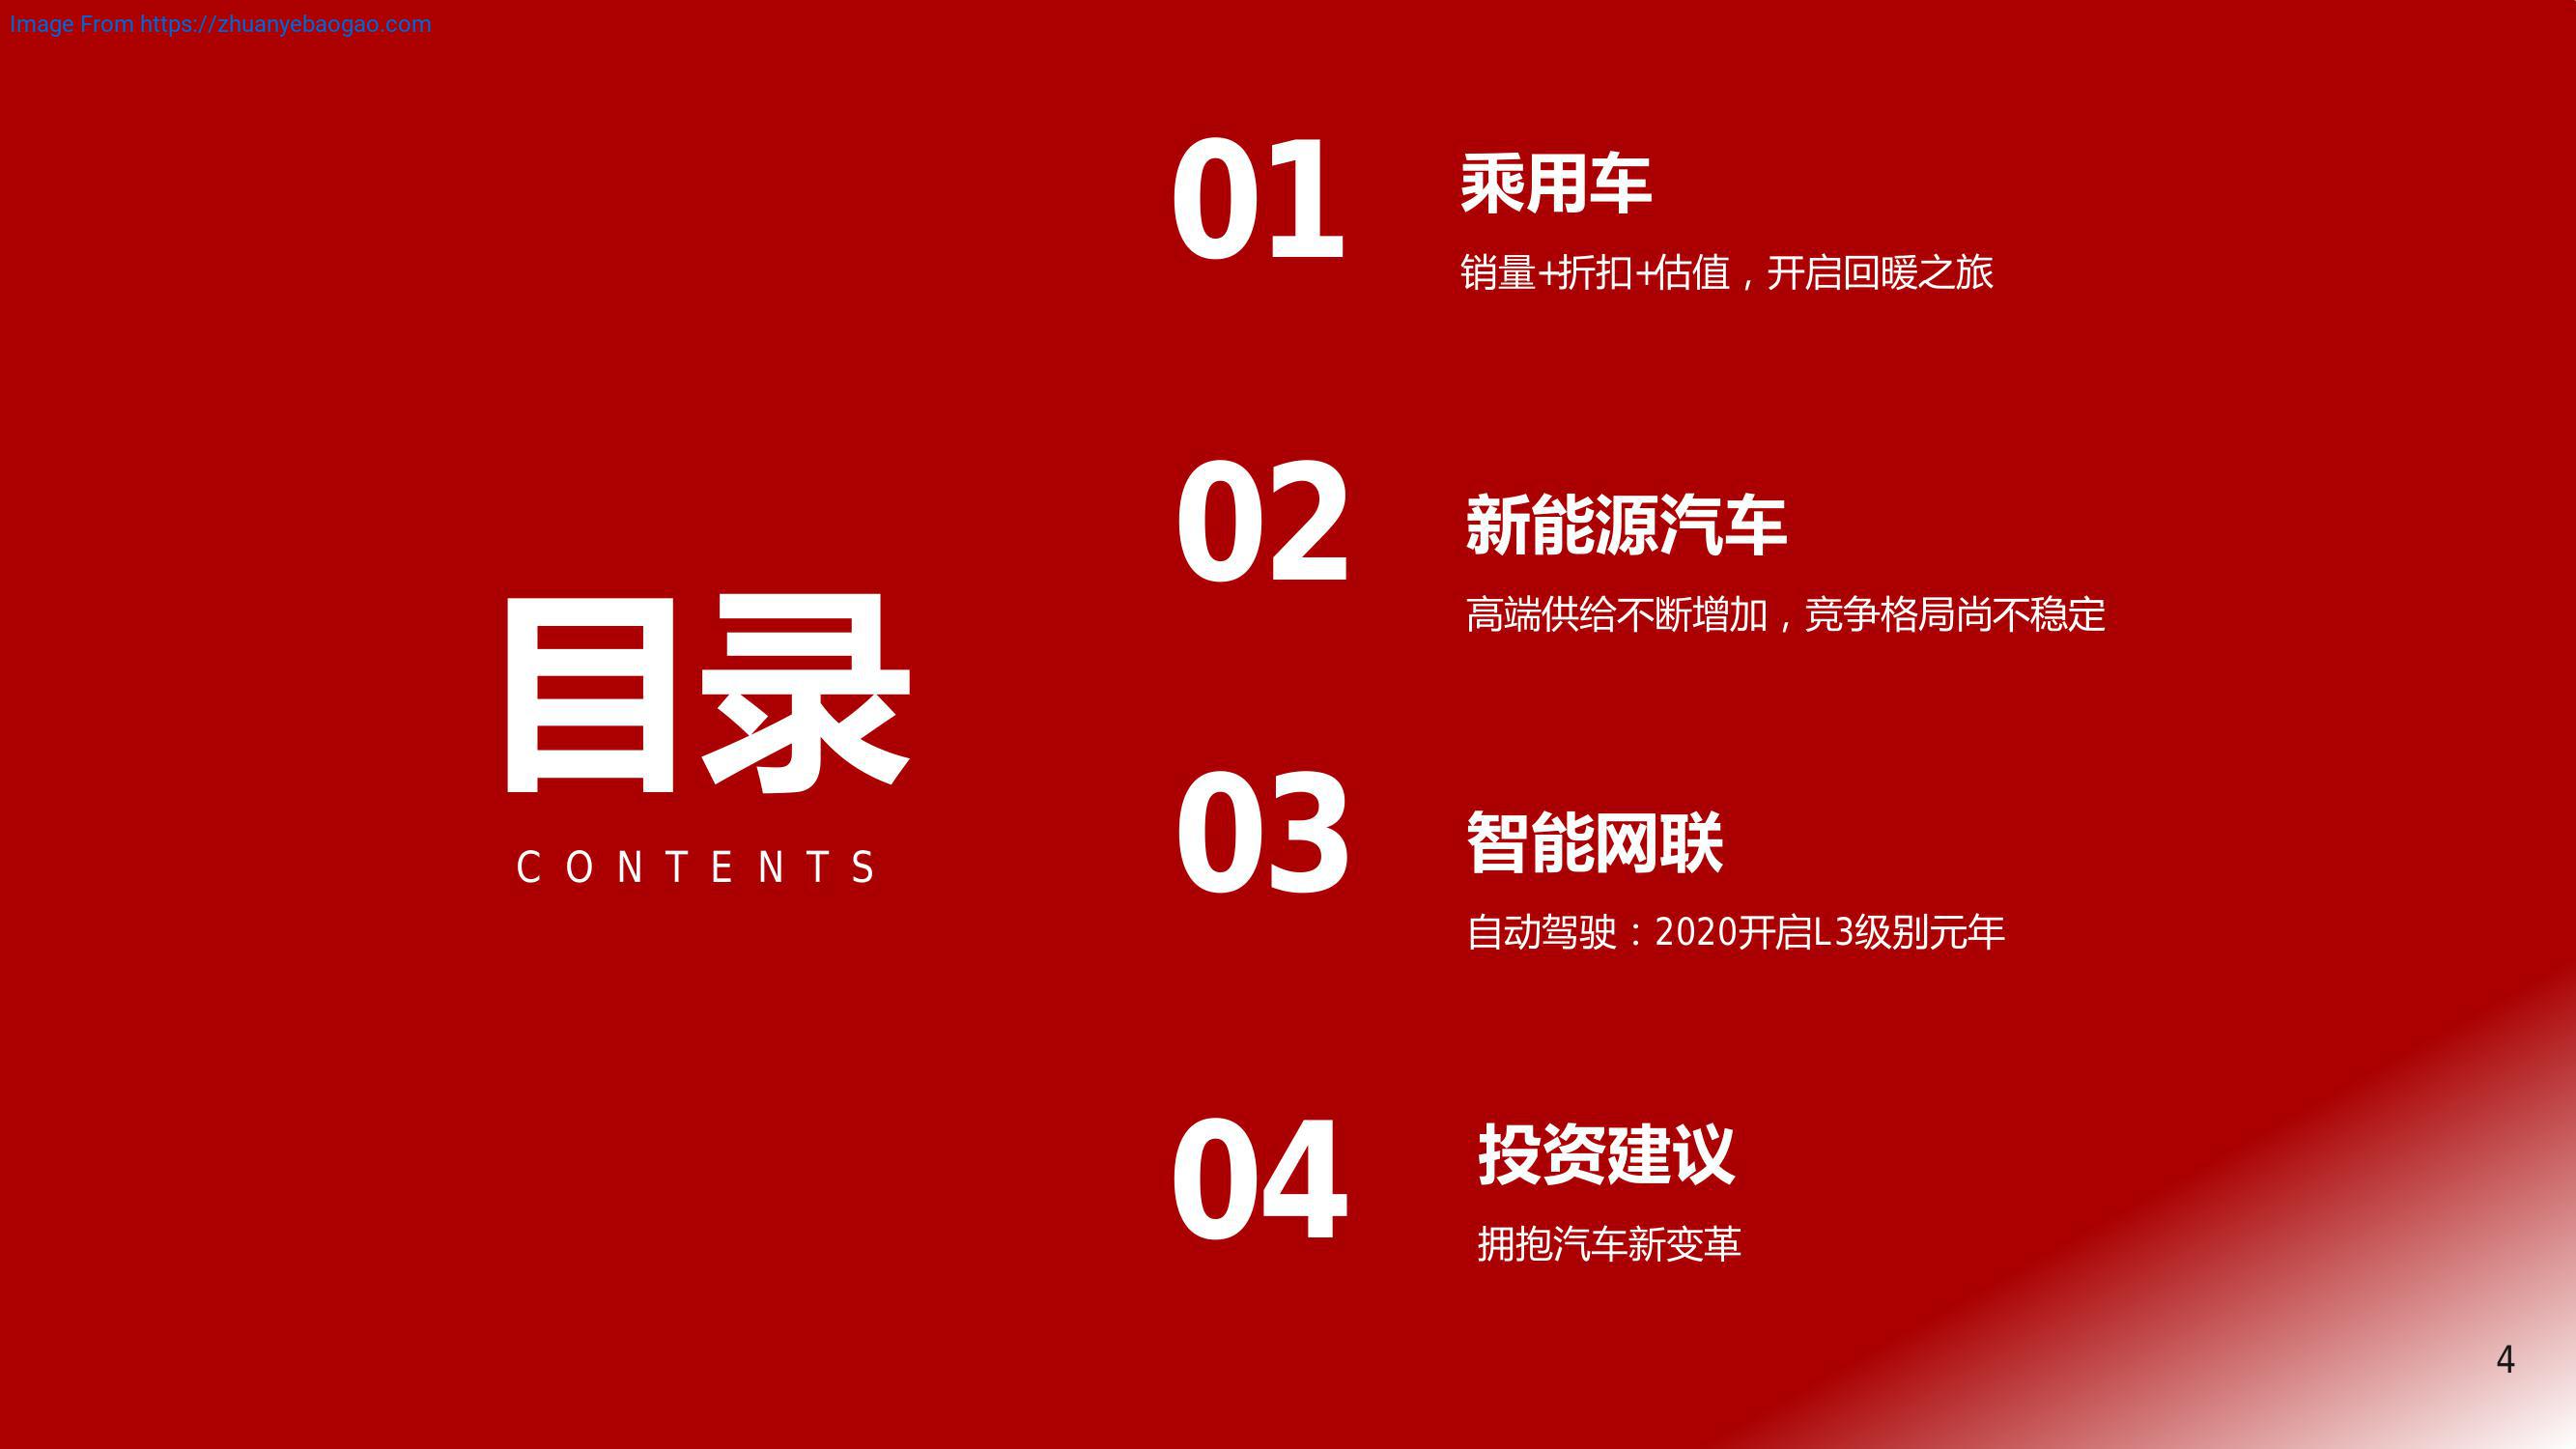 Image From https://zhuanyebaogao.com
目录
CONTENTS
01
乘用车
销量+折扣+估值，开启回暖之旅
02
新能源汽车
高端供给不断增加，竞争格局尚不稳定
03
智能网联
自动驾驶：2020开启L3级别元年
04
投资建议
拥抱汽车新变革
4